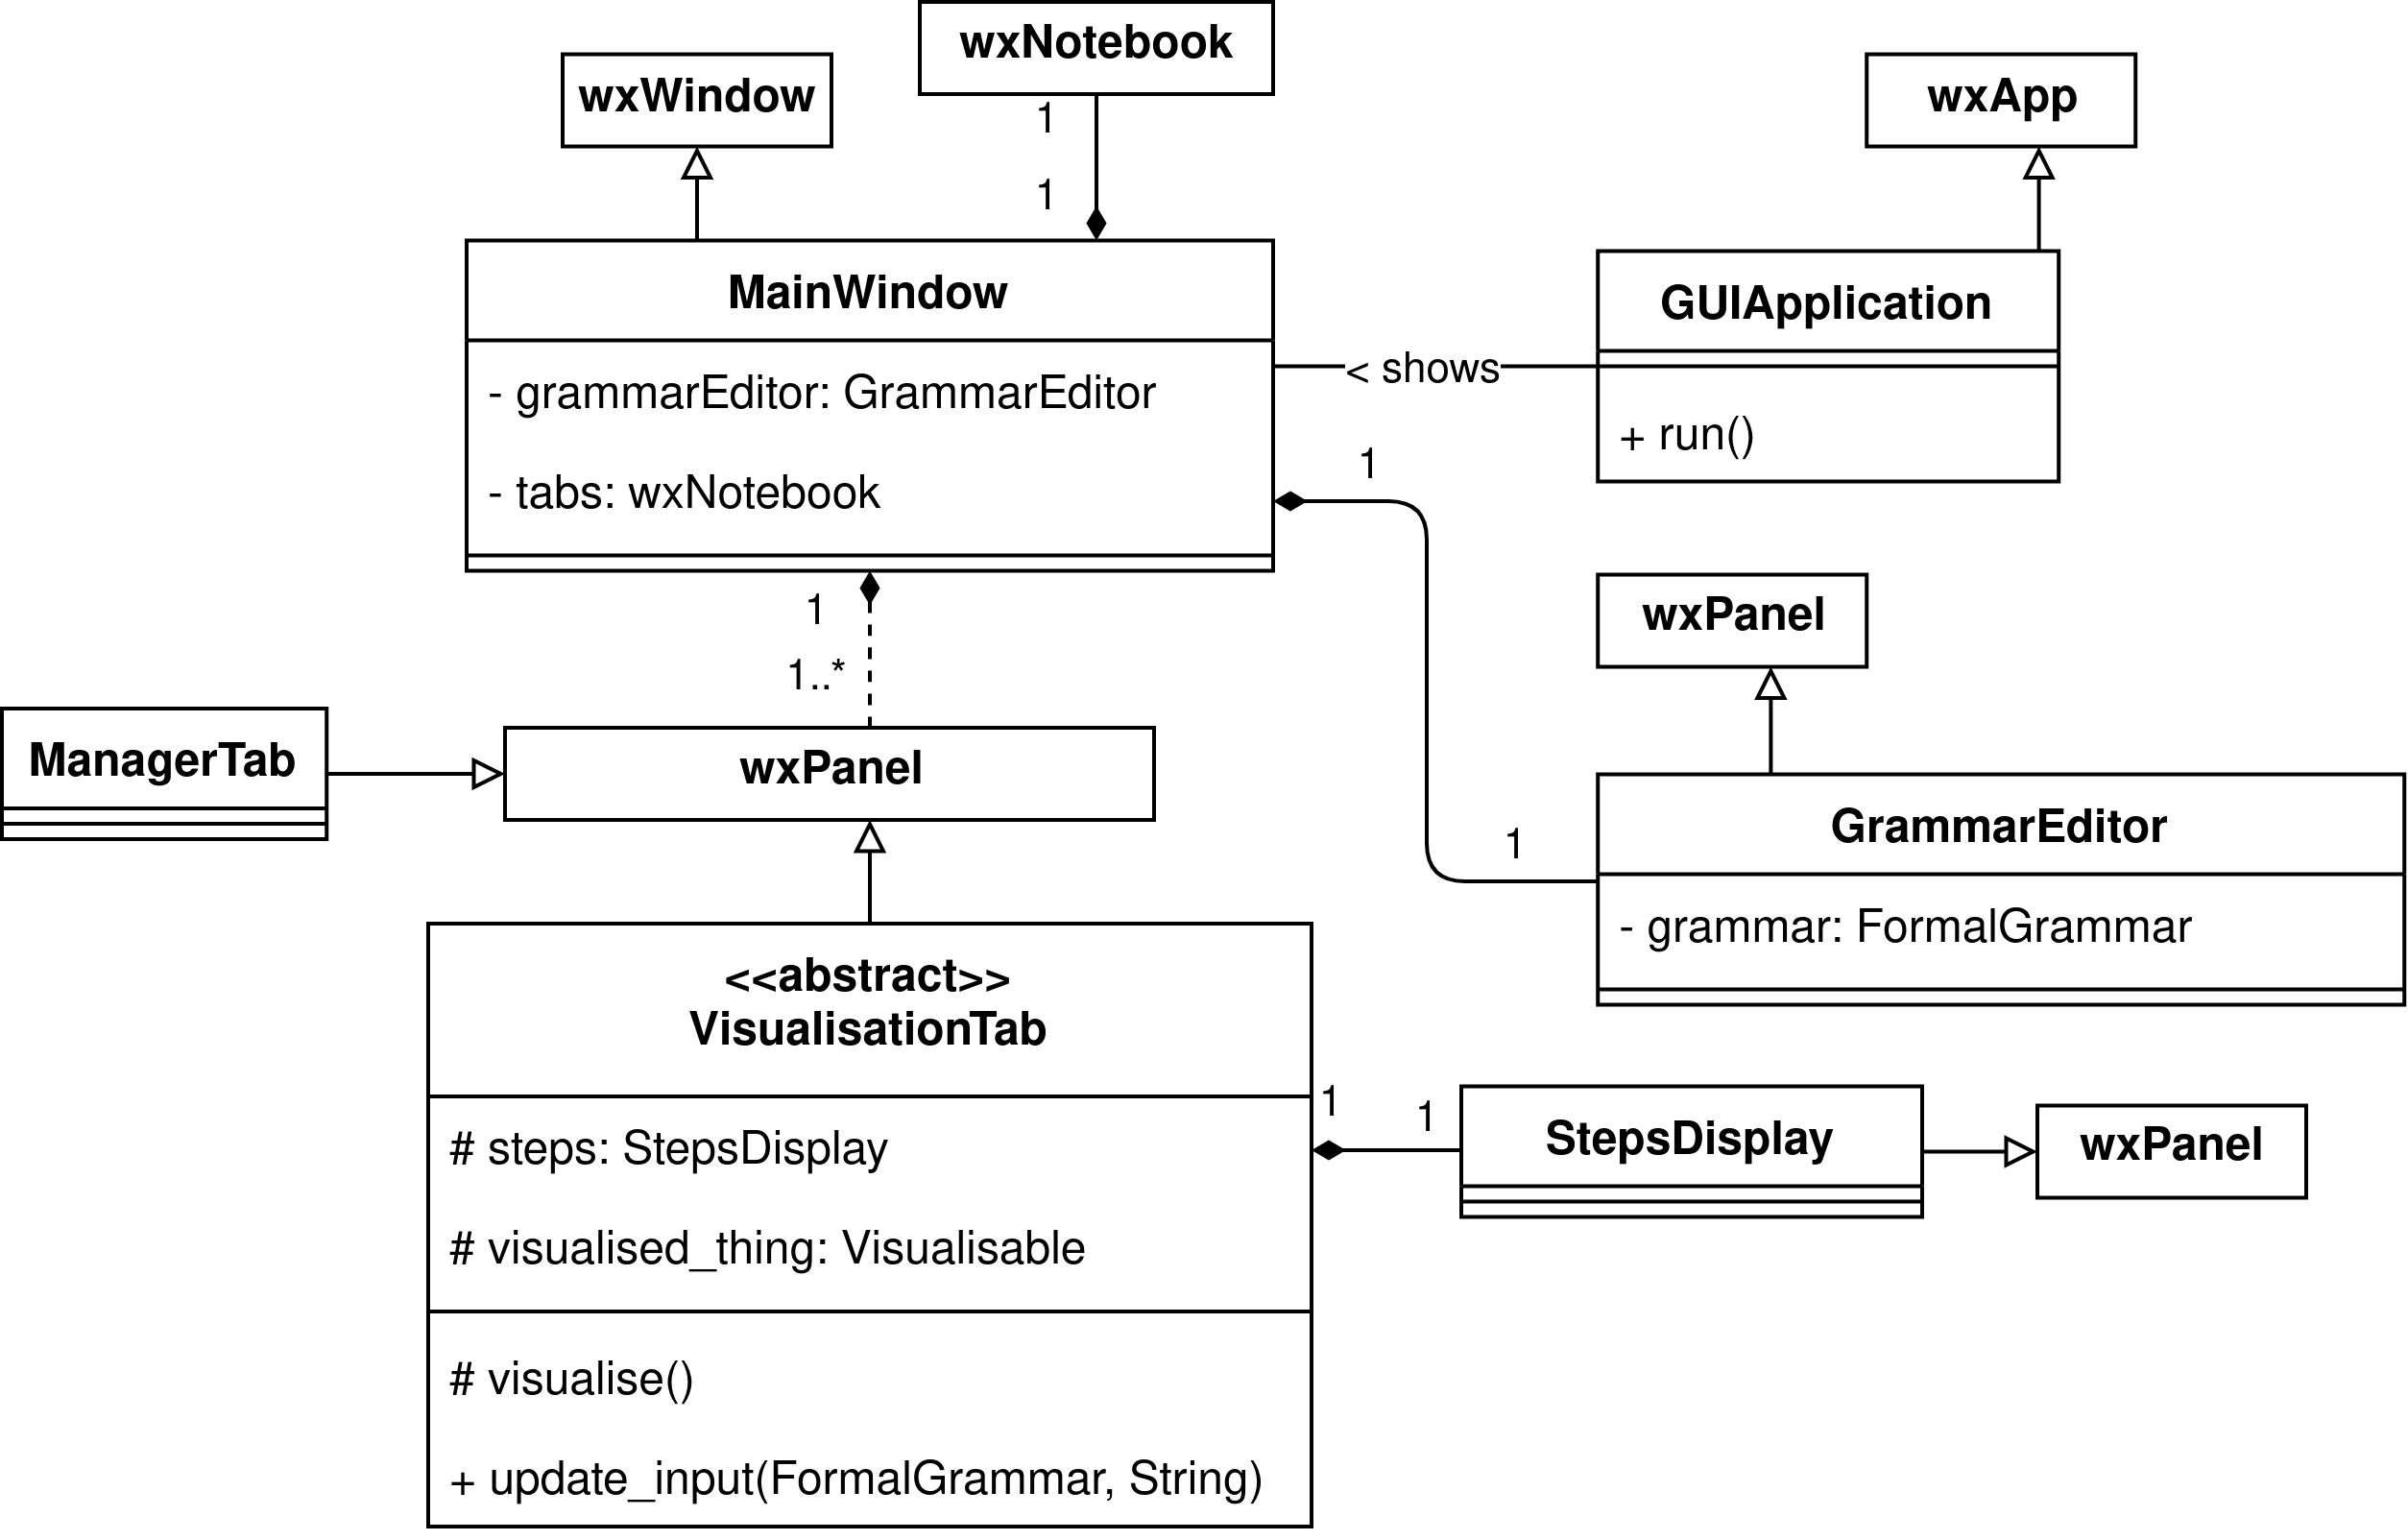 wxNotebook
wxWindow
wxApp
1
1
MainWindow
- grammarEditor: GrammarEditor
- tabs: wxNotebook
< shows
GUIApplication
+ run()
1
1
1..*
wxPanel
ManagerTab
wxPanel
1
GrammarEditor
- grammar: FormalGrammar
<<abstract>>
VisualisationTab
# steps: StepsDisplay
# visualised_thing: Visualisable
# visualise()
+ update_input(FormalGrammar, String)
1
1
StepsDisplay
wxPanel